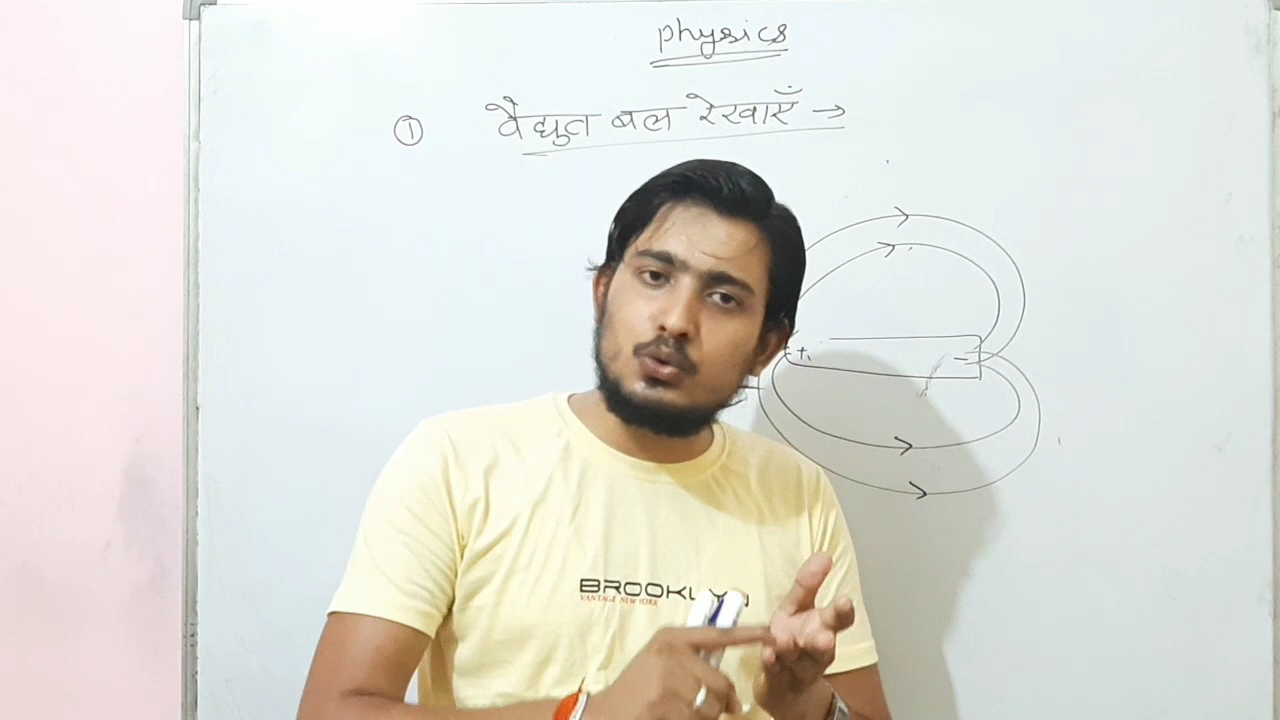 physics
① वैद्युत बल रेखाएँ →
+
-
BROOKLYN
VANTAGE NEW YORK